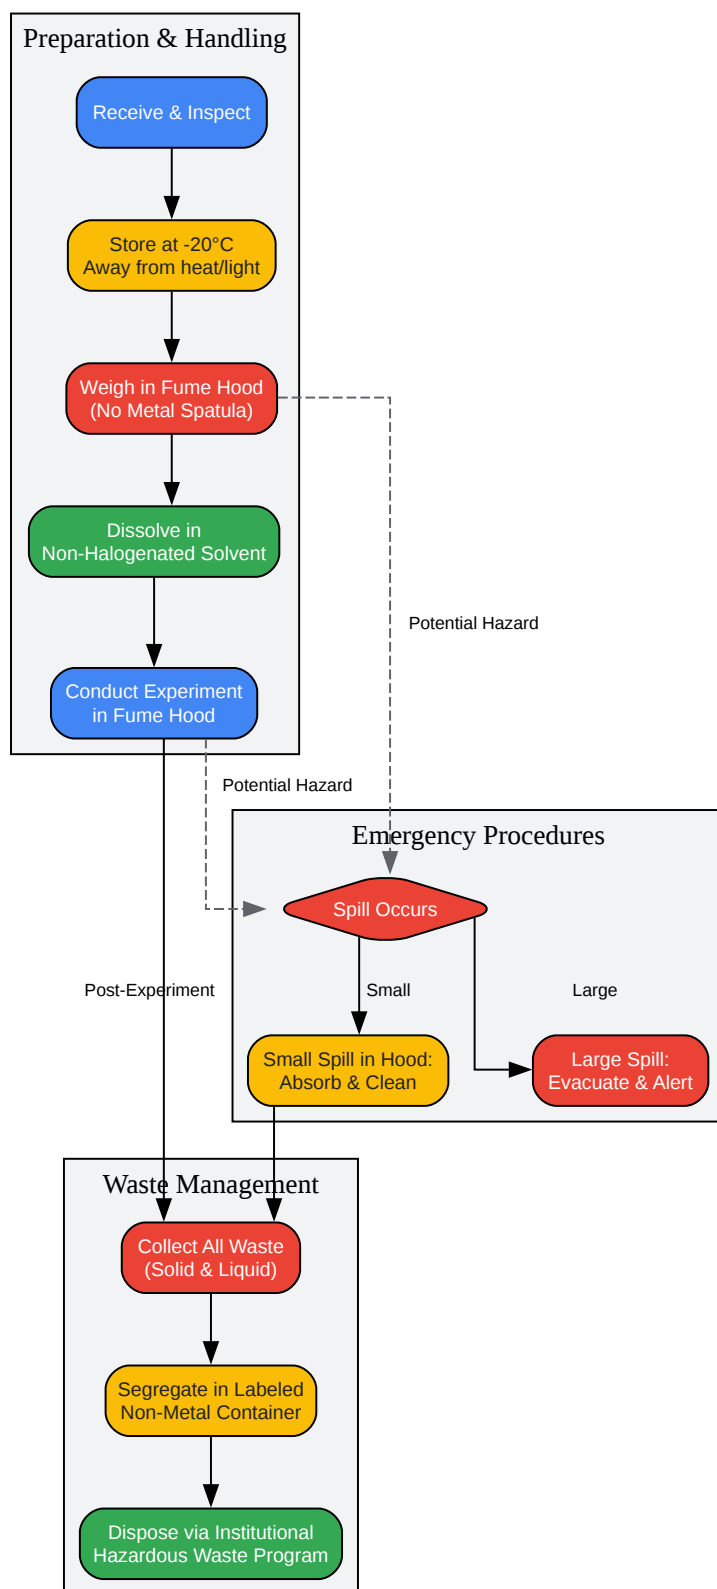 Preparation & Handling
Receive & Inspect
Store at -20°C
Away from heat/light
Weigh in Fume Hood
(No Metal Spatula)
Dissolve in
Non-Halogenated Solvent
Potential Hazard
Conduct Experiment
in Fume Hood
Potential Hazard
Emergency Procedures
Spill Occurs
Post-Experiment
Small
Large
Small Spill in Hood:
Absorb & Clean
Large Spill:
Evacuate & Alert
Waste Management
Collect All Waste
(Solid & Liquid)
Segregate in Labeled
Non-Metal Container
Dispose via Institutional
Hazardous Waste Program